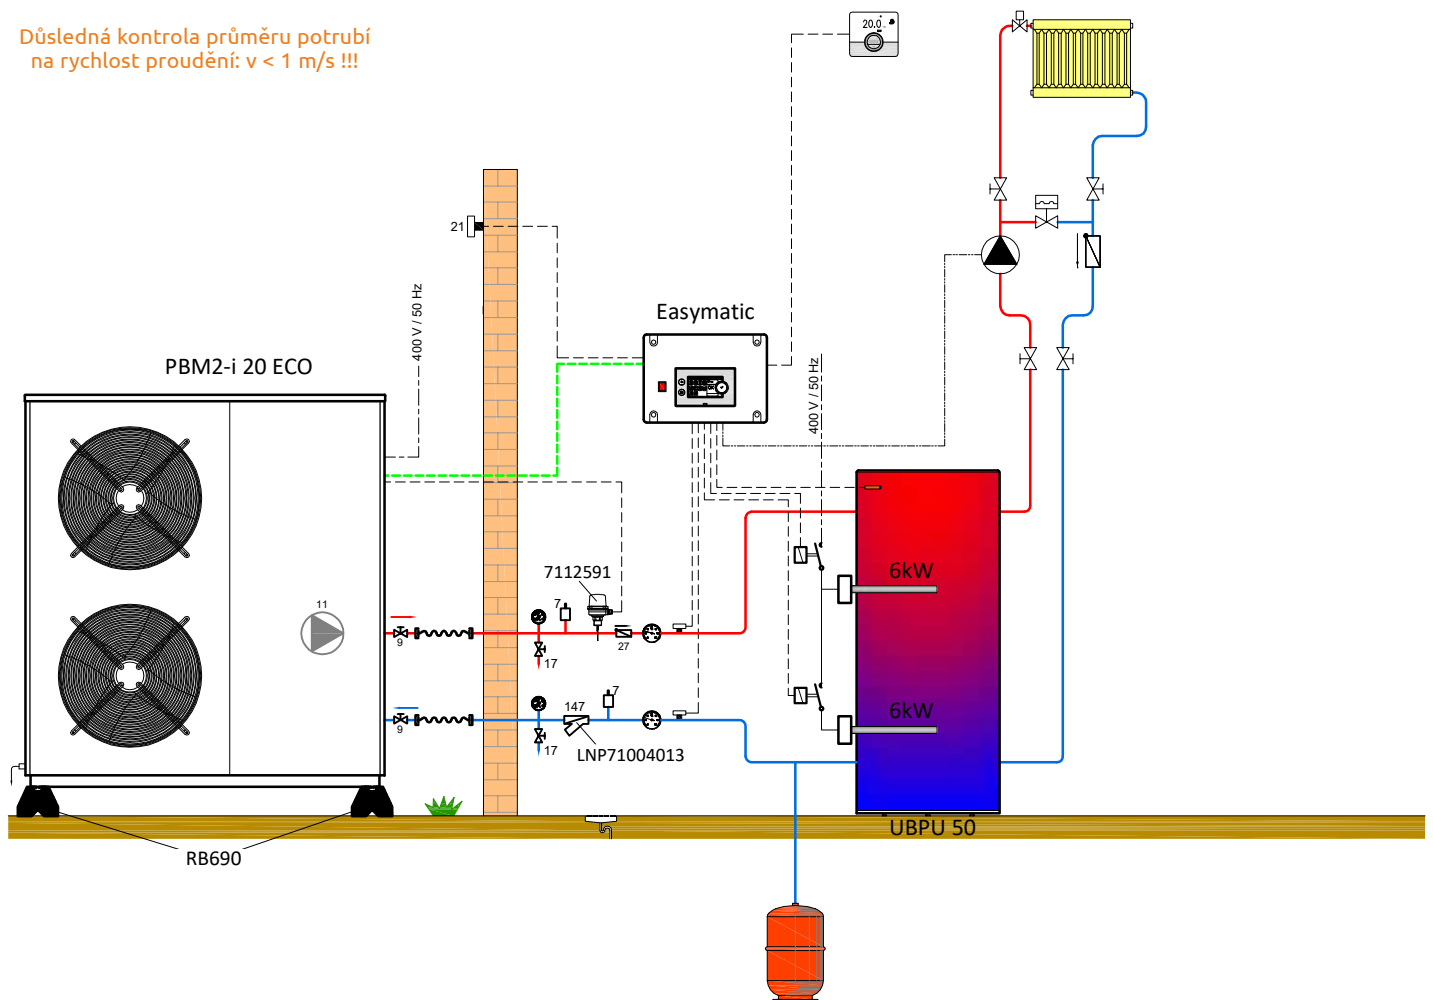 Důsledná kontrola průměru potrubí
na rychlost proudění: v < 1 m/s !!!
20.0
21
400 V / 50 Hz
Easymatic
PBM2-i 20 ECO
400 V / 50 Hz
6kW
7112591
7
11
9
27
17
7
147
6kW
9
17
LNP71004013
UBPU 50
RB690